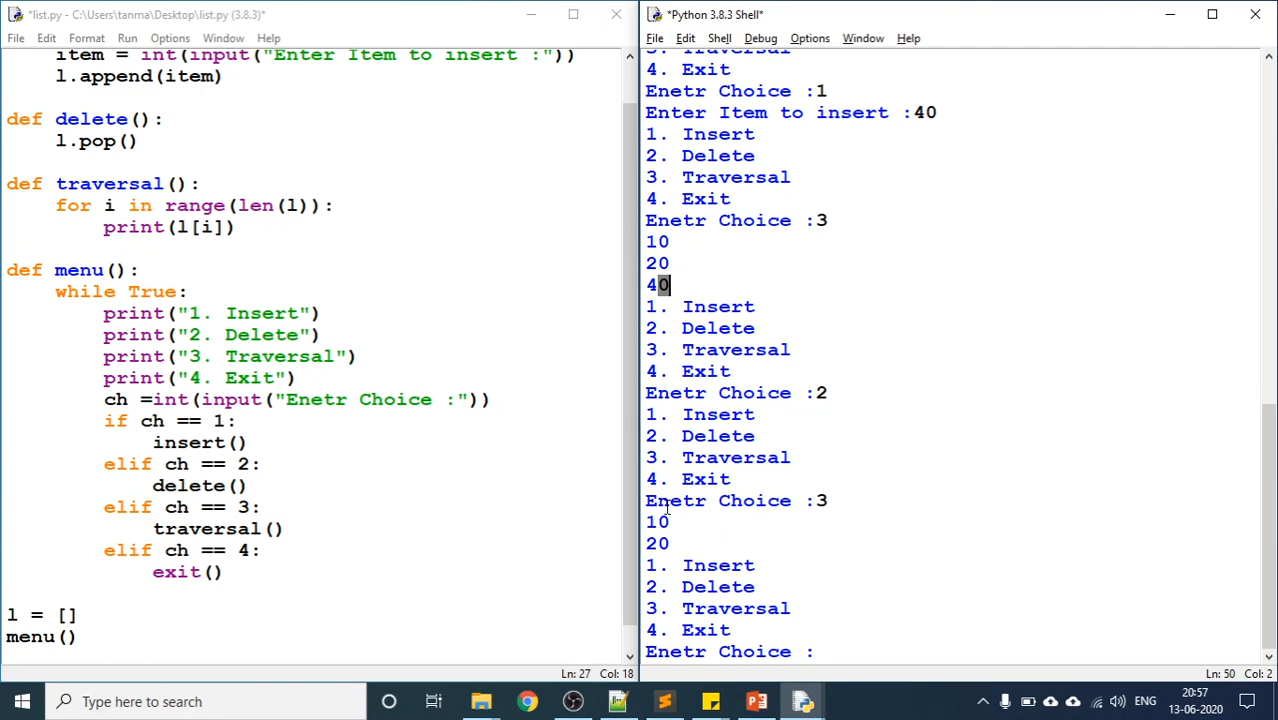 *list.py - C:\Users\tanma\Desktop\list.py (3.8.3)*
File Edit Format Run Options Window Help
item = int(input("Enter Item to insert :"))
l.append(item)
def delete():
l.pop()
def traversal():
for i in range(len(l)):
print(l[i])
def menu():
while True:
print("1. Insert")
print("2. Delete")
print("3. Traversal")
print("4. Exit")
ch =int(input("Enetr Choice :"))
if ch == 1:
insert()
elif ch == 2:
delete()
elif ch == 3:
traversal()
elif ch == 4:
exit()
l = []
menu()
Ln: 27 Col: 18
*Python 3.8.3 Shell*
File Edit Shell Debug Options Window Help
3. Traversal
4. Exit
Enetr Choice :1
Enter Item to insert :40
1. Insert
2. Delete
3. Traversal
4. Exit
Enetr Choice :3
10
20
40
1. Insert
2. Delete
3. Traversal
4. Exit
Enetr Choice :2
1. Insert
2. Delete
3. Traversal
4. Exit
Enetr Choice :3
10
20
1. Insert
2. Delete
3. Traversal
4. Exit
Enetr Choice :
Ln: 50 Col: 2
Type here to search
ENG
20:57
13-06-2020